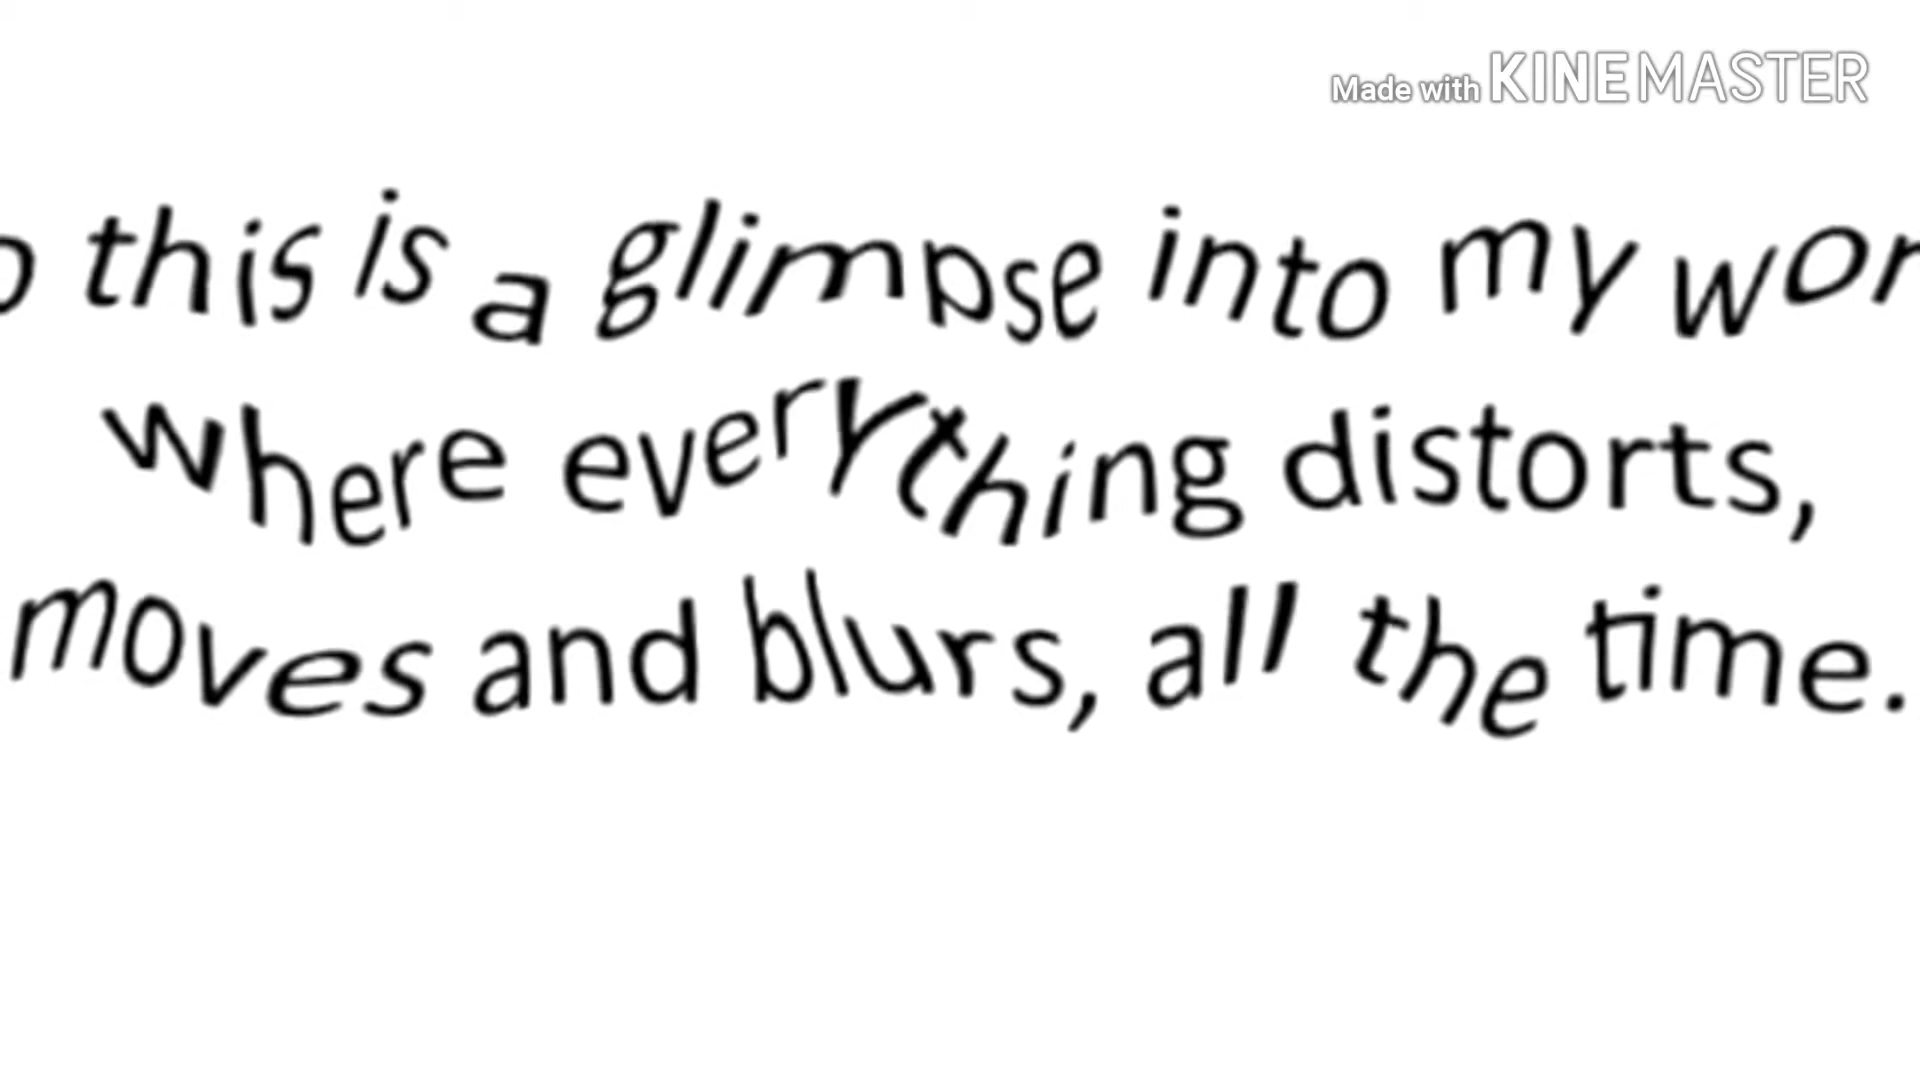 Made with KINEMASTER
this is a glimpse into my
where everything distorts,
moves and blurs, all the time.